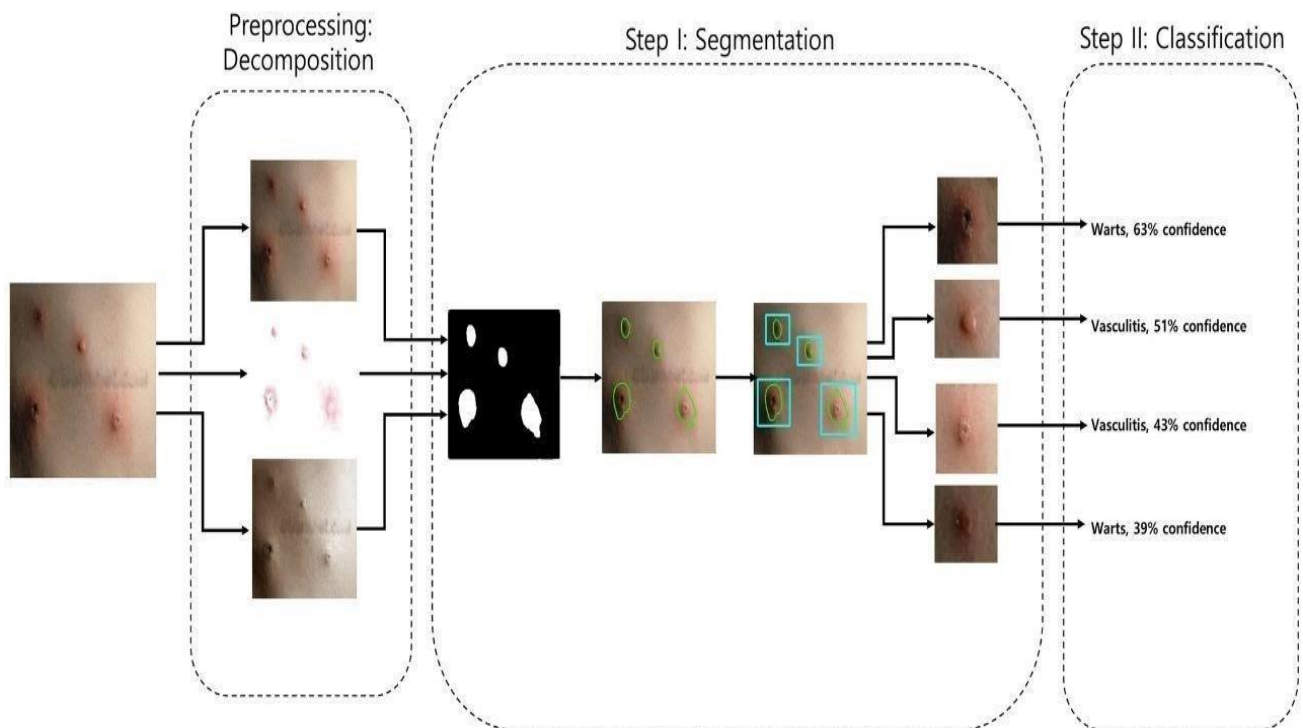 Preprocessing:
Decomposition
Step I: Segmentation
Step II: Classification
Warts, 63% confidence
Vasculitis, 51% confidence
Vasculitis, 43% confidence
Warts, 39% confidence